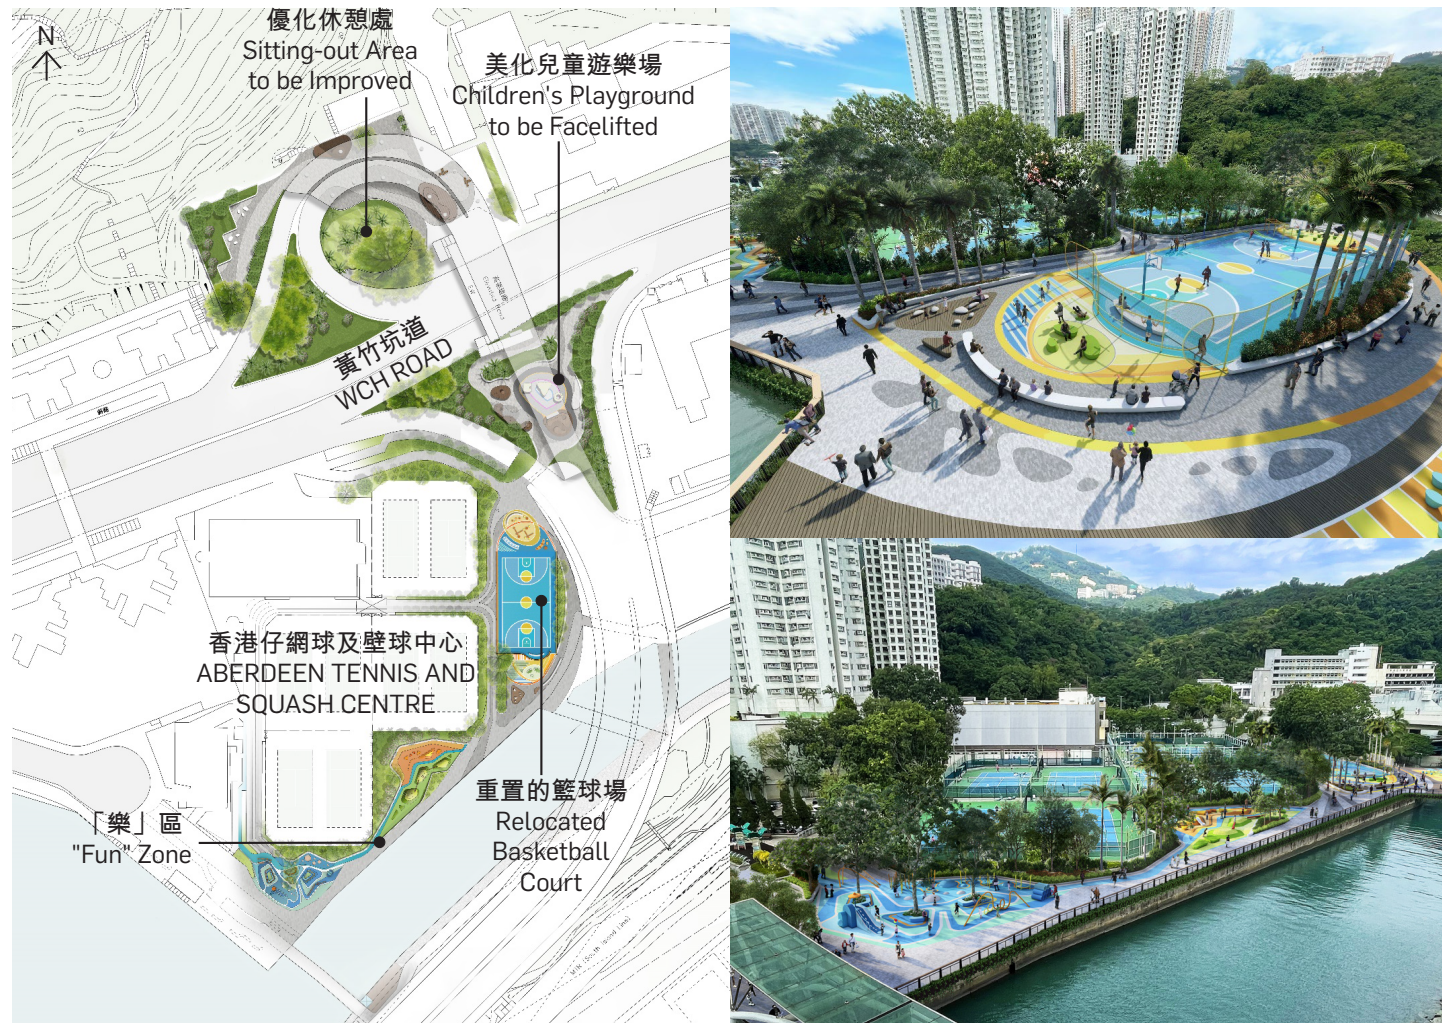 N
優化休憩處
Sitting-out Area
to be Improved
美化兒童遊樂場
Children's Playground
to be Facelifted
黃竹坑道
WCH ROAD
香港仔網球及壁球中心
ABERDEEN TENNIS AND
SQUASH CENTRE
「樂」區
"Fun" Zone
重置的籃球場
Relocated
Basketball
Court